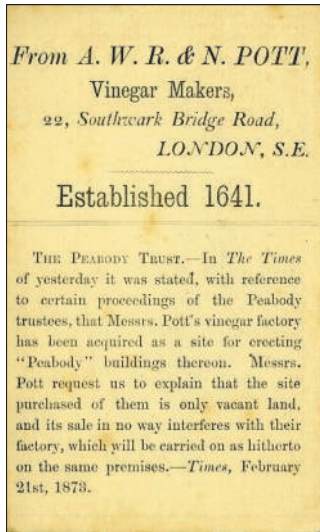 From A. W. R. & N. POTT,
Vinegar Makers,
22, Southwark Bridge Road,
LONDON, S.E.
Established 1641.
THE PEABODY TRUST.—In The Times
of yesterday it was stated, with reference
to certain proceedings of the Peabody
trustees, that Messrs. Pott's vinegar factory
has been acquired as a site for erecting
"Peabody" buildings thereon. Messrs.
Pott request us to explain that the site
purchased of them is only vacant land,
and its sale in no way interferes with their
factory, which will be carried on as hitherto
on the same premises.—Times, February
21st, 1873.